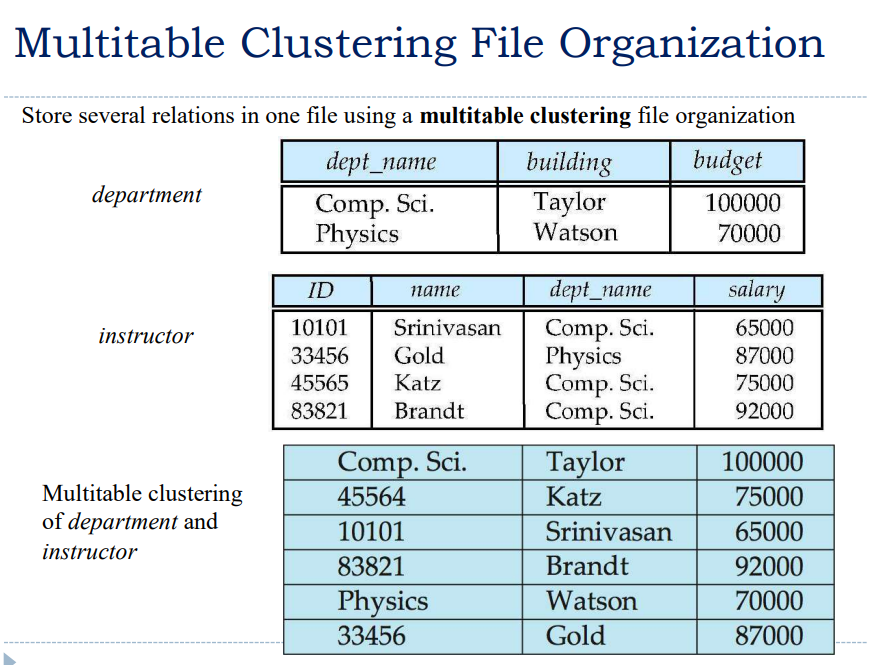 Multitable Clustering File Organization
Store several relations in one file using a multitable clustering file organization
department
dept_name building budget
Comp. Sci. Taylor 100000
Physics Watson 70000
instructor
ID name dept_name salary
10101 Srinivasan Comp. Sci. 65000
33456 Gold Physics 87000
45565 Katz Comp. Sci. 75000
83821 Brandt Comp. Sci. 92000
Multitable clustering
of department and
instructor
Comp. Sci. Taylor 100000
45564 Katz 75000
10101 Srinivasan 65000
83821 Brandt 92000
Physics Watson 70000
33456 Gold 87000